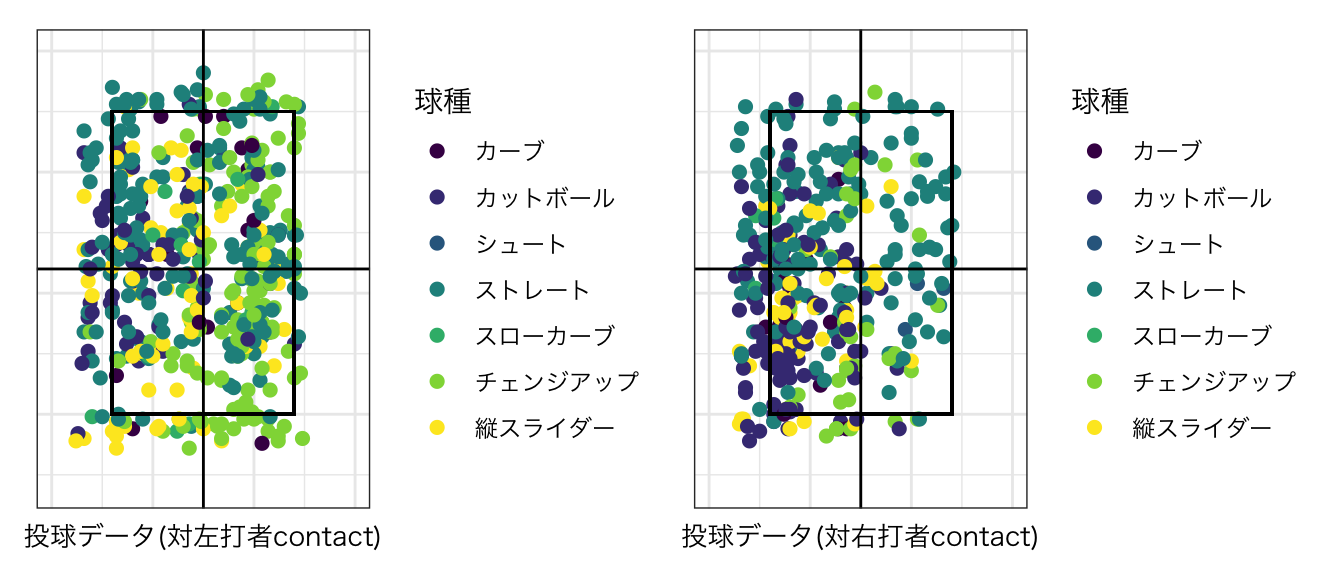 球種
カーブ
カットボール
シュート
ストレート
スローカーブ
チェンジアップ
縦スライダー
投球データ(対左打者contact)
球種
カーブ
カットボール
シュート
ストレート
スローカーブ
チェンジアップ
縦スライダー
投球データ(対右打者contact)